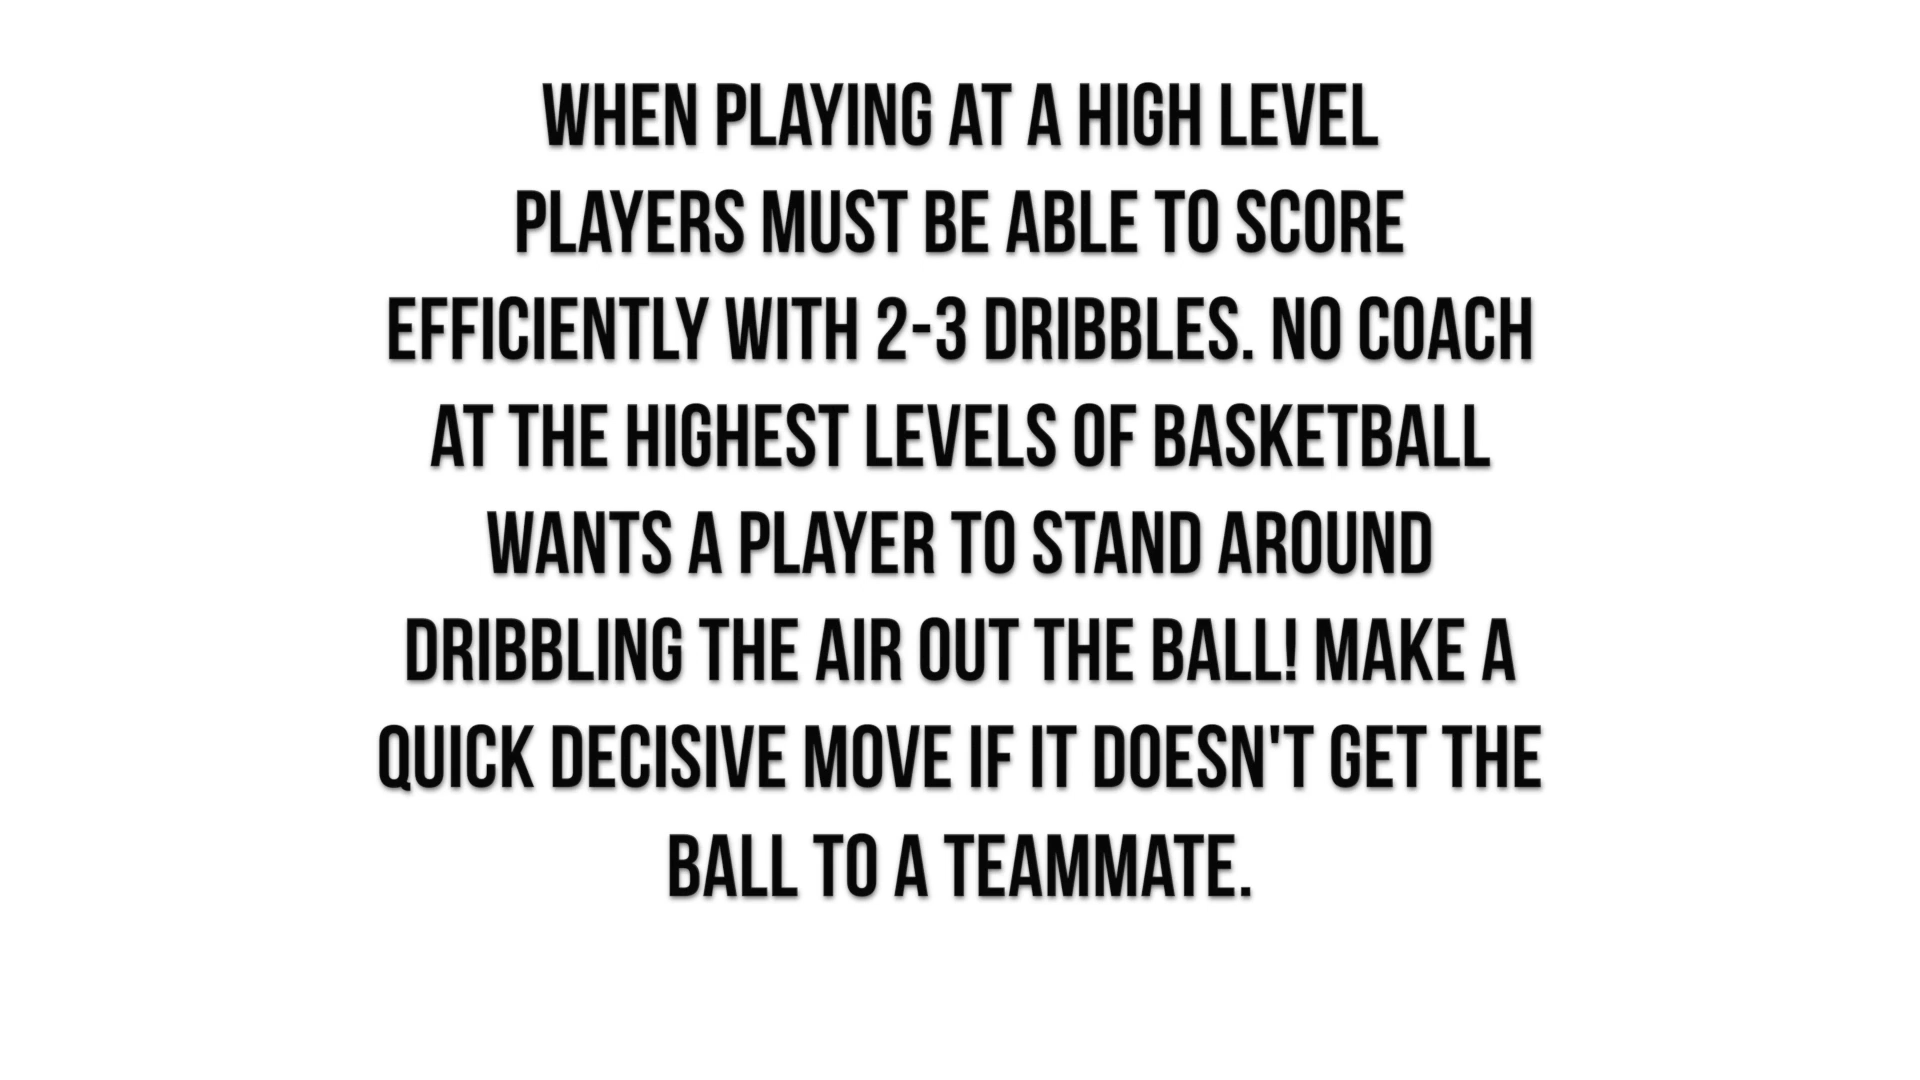 WHEN PLAYING AT A HIGH LEVEL
PLAYERS MUST BE ABLE TO SCORE
EFFICIENTLY WITH 2-3 DRIBBLES. NO COACH
AT THE HIGHEST LEVELS OF BASKETBALL
WANTS A PLAYER TO STAND AROUND
DRIBBLING THE AIR OUT THE BALL! MAKE A
QUICK DECISIVE MOVE IF IT DOESN'T GET THE
BALL TO A TEAMMATE.